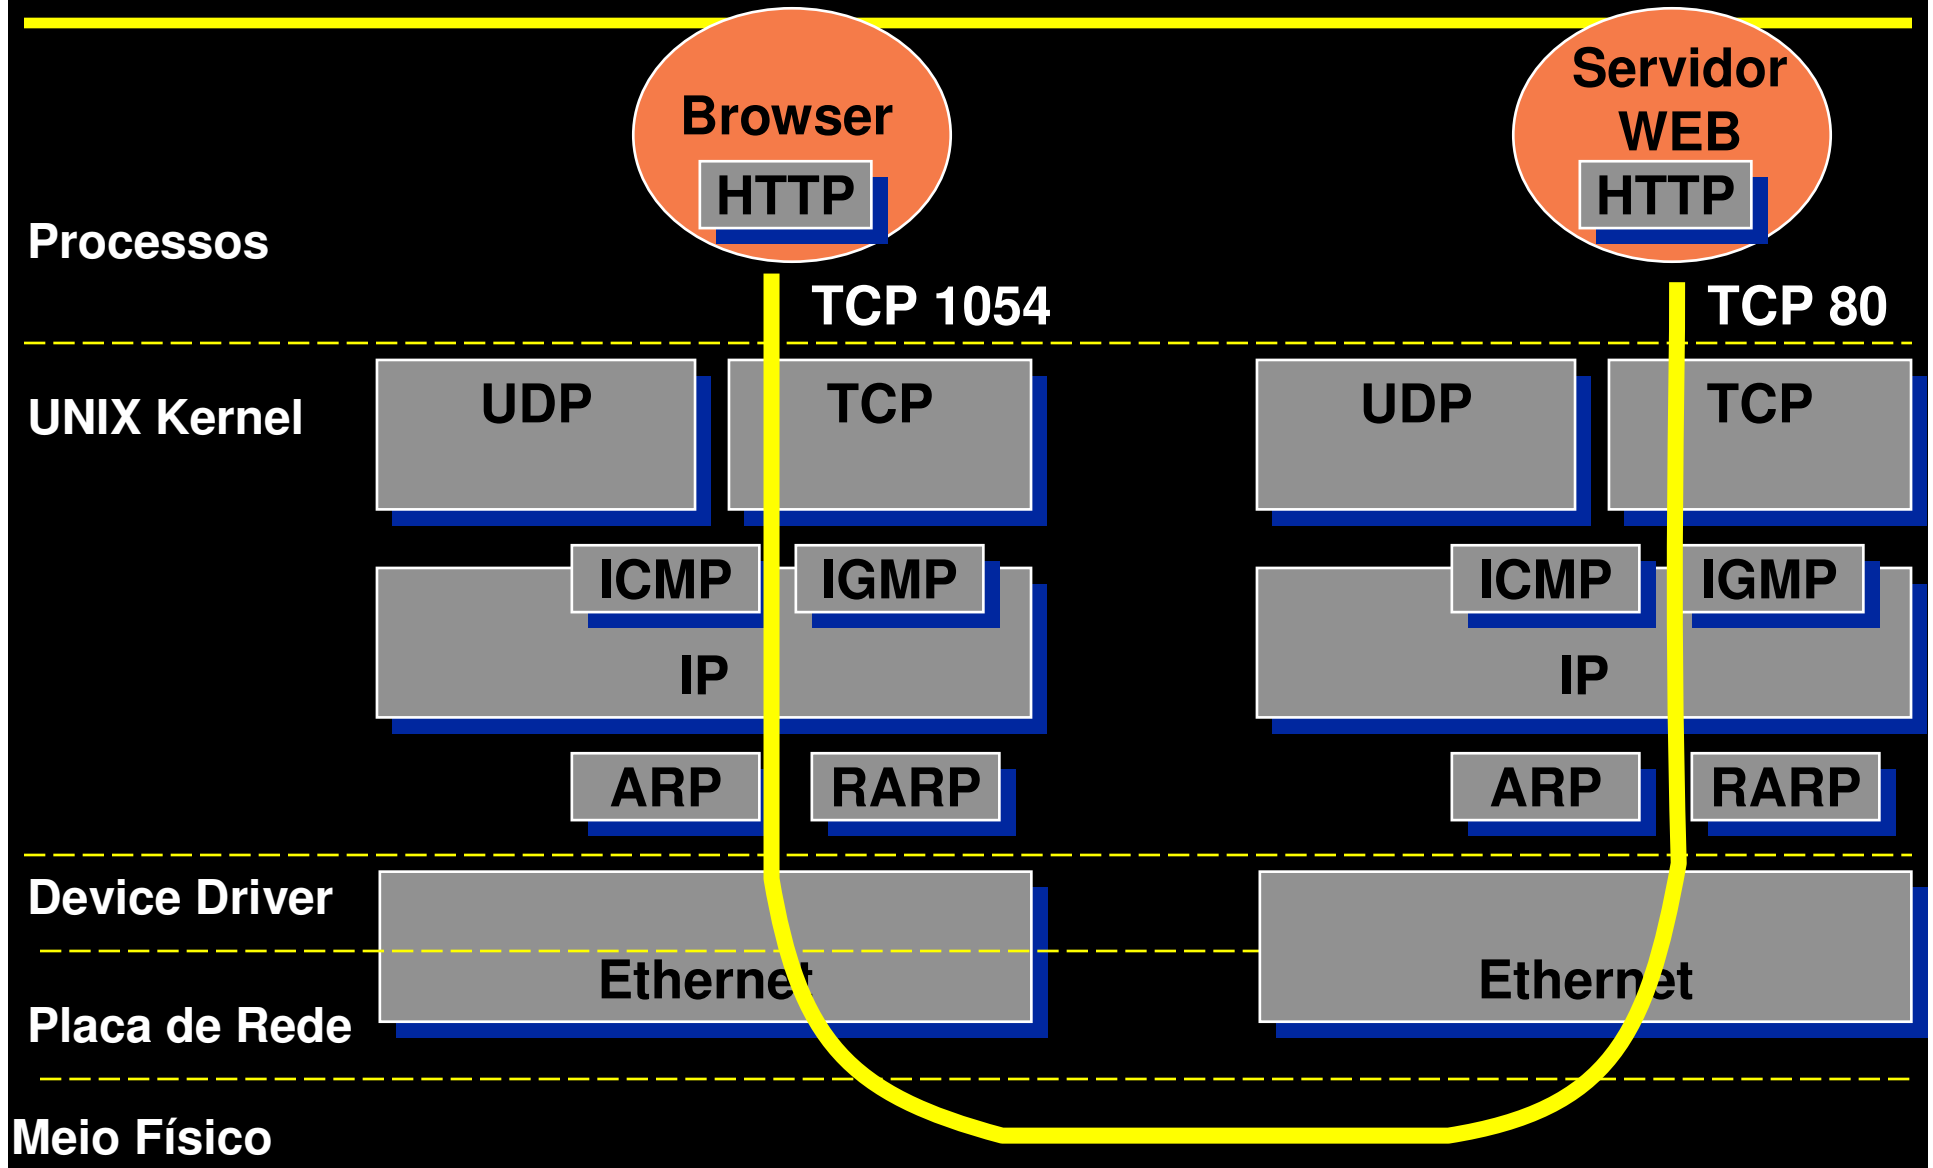 Browser
HTTP
Servidor
WEB
HTTP
Processos
TCP 1054
TCP 80
UNIX Kernel
UDP
TCP
UDP
TCP
ICMP
IGMP
ICMP
IGMP
IP
IP
ARP
RARP
ARP
RARP
Device Driver
Ethernet
Ethernet
Placa de Rede
Meio Físico